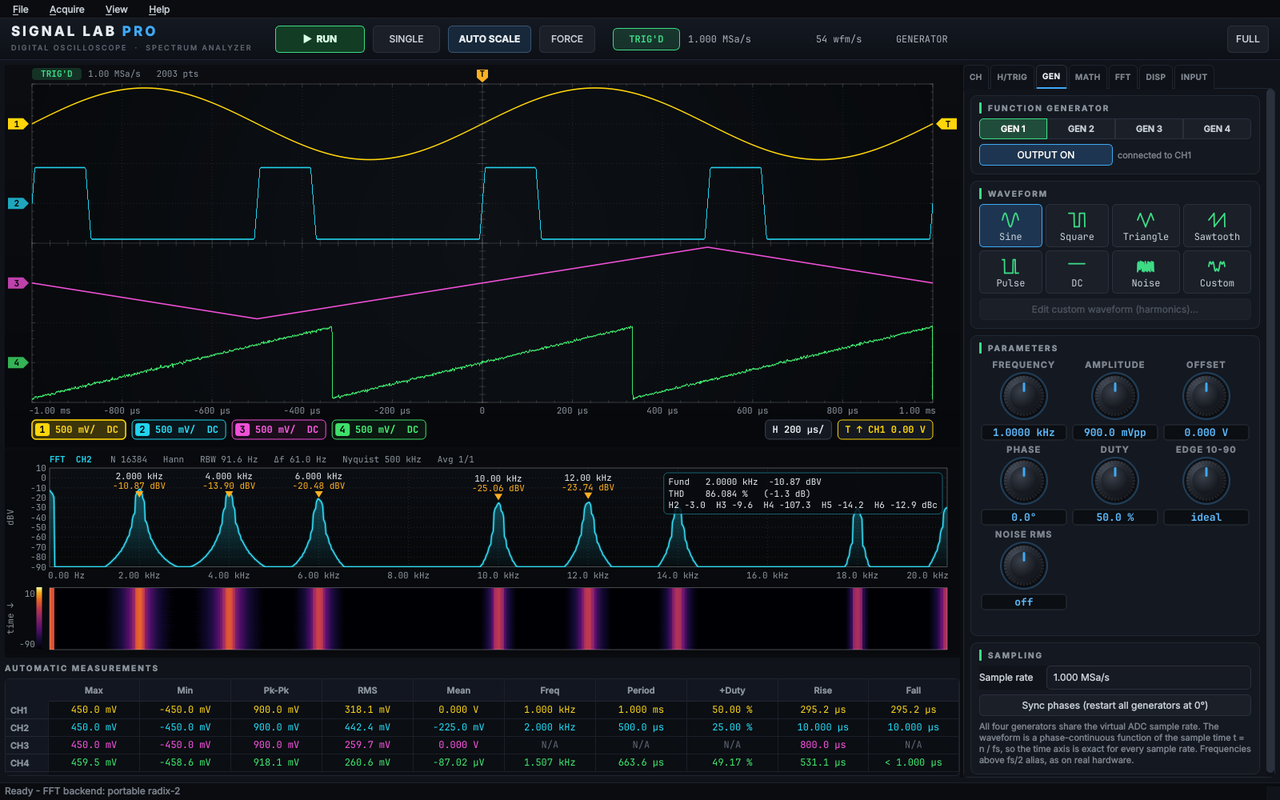 File Acquire View Help
SIGNAL LAB PRO
DIGITAL OSCILLOSCOPE · SPECTRUM ANALYZER
▶ RUN SINGLE AUTO SCALE FORCE TRIG'D 1.000 MSa/s 54 wfm/s GENERATOR FULL
TRIG'D 1.00 MSa/s 2003 pts
T
1
T
2
3
4
-1.00 ms -800 µs -600 µs -400 µs -200 µs 0 200 µs 400 µs 600 µs 800 µs 1.00 ms
1 500 mV/ DC 2 500 mV/ DC 3 500 mV/ DC 4 500 mV/ DC H 200 µs/ T ↑ CH1 0.00 V
FFT CH2 N 16384 Hann RBW 91.6 Hz Δf 61.0 Hz Nyquist 500 kHz Avg 1/1
dBV
10
0
-10
-20
-30
-40
-50
-60
-70
-80
-90
2.000 kHz
-10.87 dBV
4.000 kHz
-13.90 dBV
6.000 kHz
-20.48 dBV
10.00 kHz
-25.06 dBV
12.00 kHz
-23.74 dBV
Fund 2.0000 kHz -10.87 dBV
THD 86.084 % (-1.3 dB)
H2 -3.0 H3 -9.6 H4 -107.3 H5 -14.2 H6 -12.9 dBc
0.00 Hz 2.00 kHz 4.00 kHz 6.00 kHz 8.00 kHz 10.0 kHz 12.0 kHz 14.0 kHz 16.0 kHz 18.0 kHz 20.0 kHz
time →
10
-90
AUTOMATIC MEASUREMENTS
Max Min Pk-Pk RMS Mean Freq Period +Duty Rise Fall
CH1 450.0 mV -450.0 mV 900.0 mV 318.1 mV 0.000 V 1.000 kHz 1.000 ms 50.00 % 295.2 µs 295.2 µs
CH2 450.0 mV -450.0 mV 900.0 mV 442.4 mV -225.0 mV 2.000 kHz 500.0 µs 25.00 % 10.000 µs 10.000 µs
CH3 450.0 mV -450.0 mV 900.0 mV 259.7 mV 0.000 V N/A N/A N/A 800.0 µs N/A
CH4 459.5 mV -458.6 mV 918.1 mV 260.6 mV -87.02 µV 1.507 kHz 663.6 µs 49.17 % 531.1 µs < 1.000 µs
Ready - FFT backend: portable radix-2
CH H/TRIG GEN MATH FFT DISP INPUT
FUNCTION GENERATOR
GEN 1 GEN 2 GEN 3 GEN 4
OUTPUT ON connected to CH1
WAVEFORM
Sine Square Triangle Sawtooth
Pulse DC Noise Custom
Edit custom waveform (harmonics)...
PARAMETERS
FREQUENCY AMPLITUDE OFFSET
1.0000 kHz 900.0 mVpp 0.000 V
PHASE DUTY EDGE 10-90
0.0° 50.0 % ideal
NOISE RMS
off
SAMPLING
Sample rate 1.000 MSa/s
Sync phases (restart all generators at 0°)
All four generators share the virtual ADC sample rate. The
waveform is a phase-continuous function of the sample time t =
n / fs, so the time axis is exact for every sample rate. Frequencies
above fs/2 alias, as on real hardware.